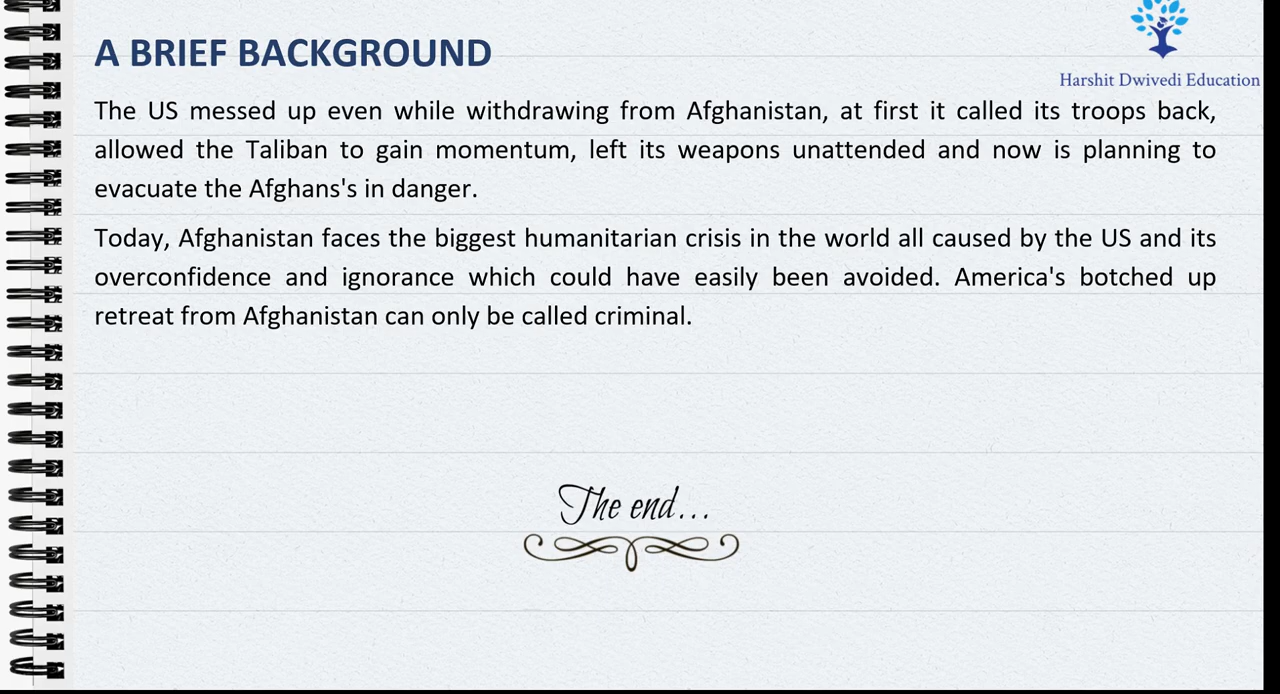 A BRIEF BACKGROUND
Harshit Dwivedi Education
The US messed up even while withdrawing from Afghanistan, at first it called its troops back,
allowed the Taliban to gain momentum, left its weapons unattended and now is planning to
evacuate the Afghans's in danger.
Today, Afghanistan faces the biggest humanitarian crisis in the world all caused by the US and its
overconfidence and ignorance which could have easily been avoided. America's botched up
retreat from Afghanistan can only be called criminal.
The end...